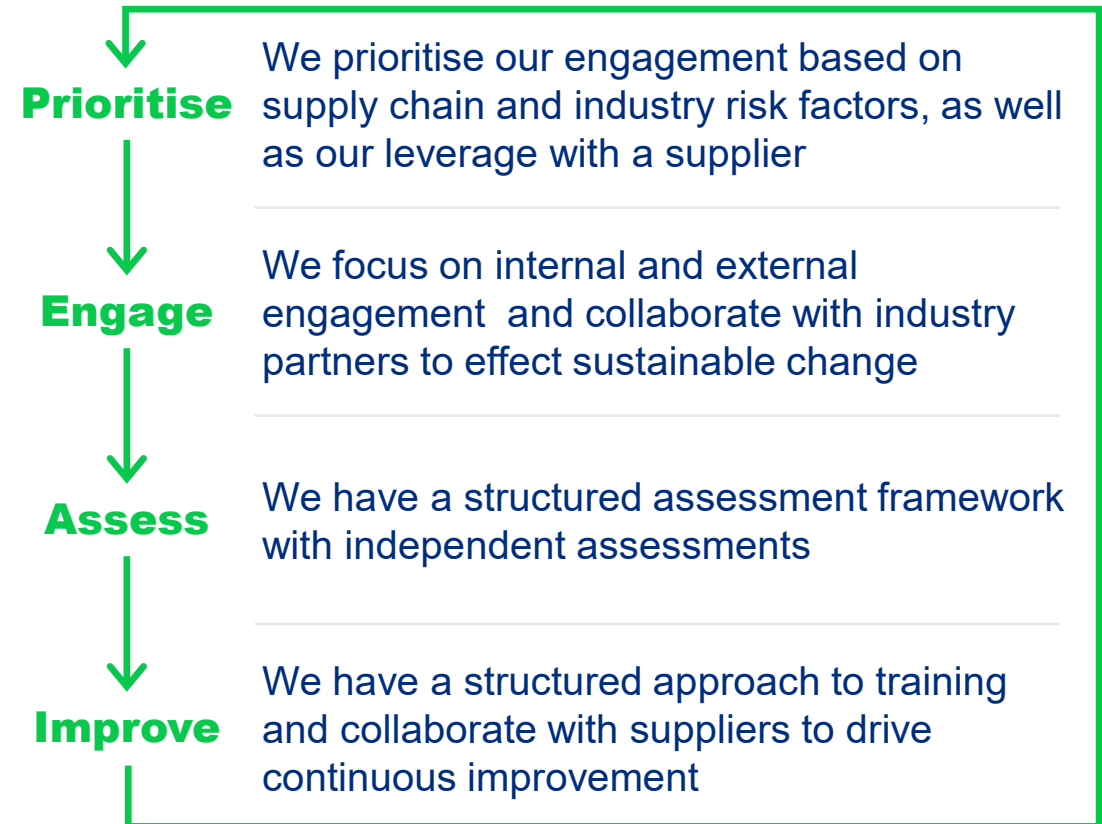 Prioritise
We prioritise our engagement based on
supply chain and industry risk factors, as well
as our leverage with a supplier
Engage
We focus on internal and external
engagement  and collaborate with industry
partners to effect sustainable change
Assess
We have a structured assessment framework
with independent assessments
Improve
We have a structured approach to training
and collaborate with suppliers to drive
continuous improvement